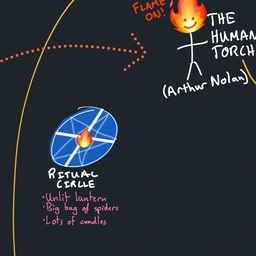 FLAME
ON!
THE
HUMAN
TORCH
(Arthur Nolan)
RITUAL
CIRCLE
·Unlit lantern
·Big bag of spiders
·Lots of candles